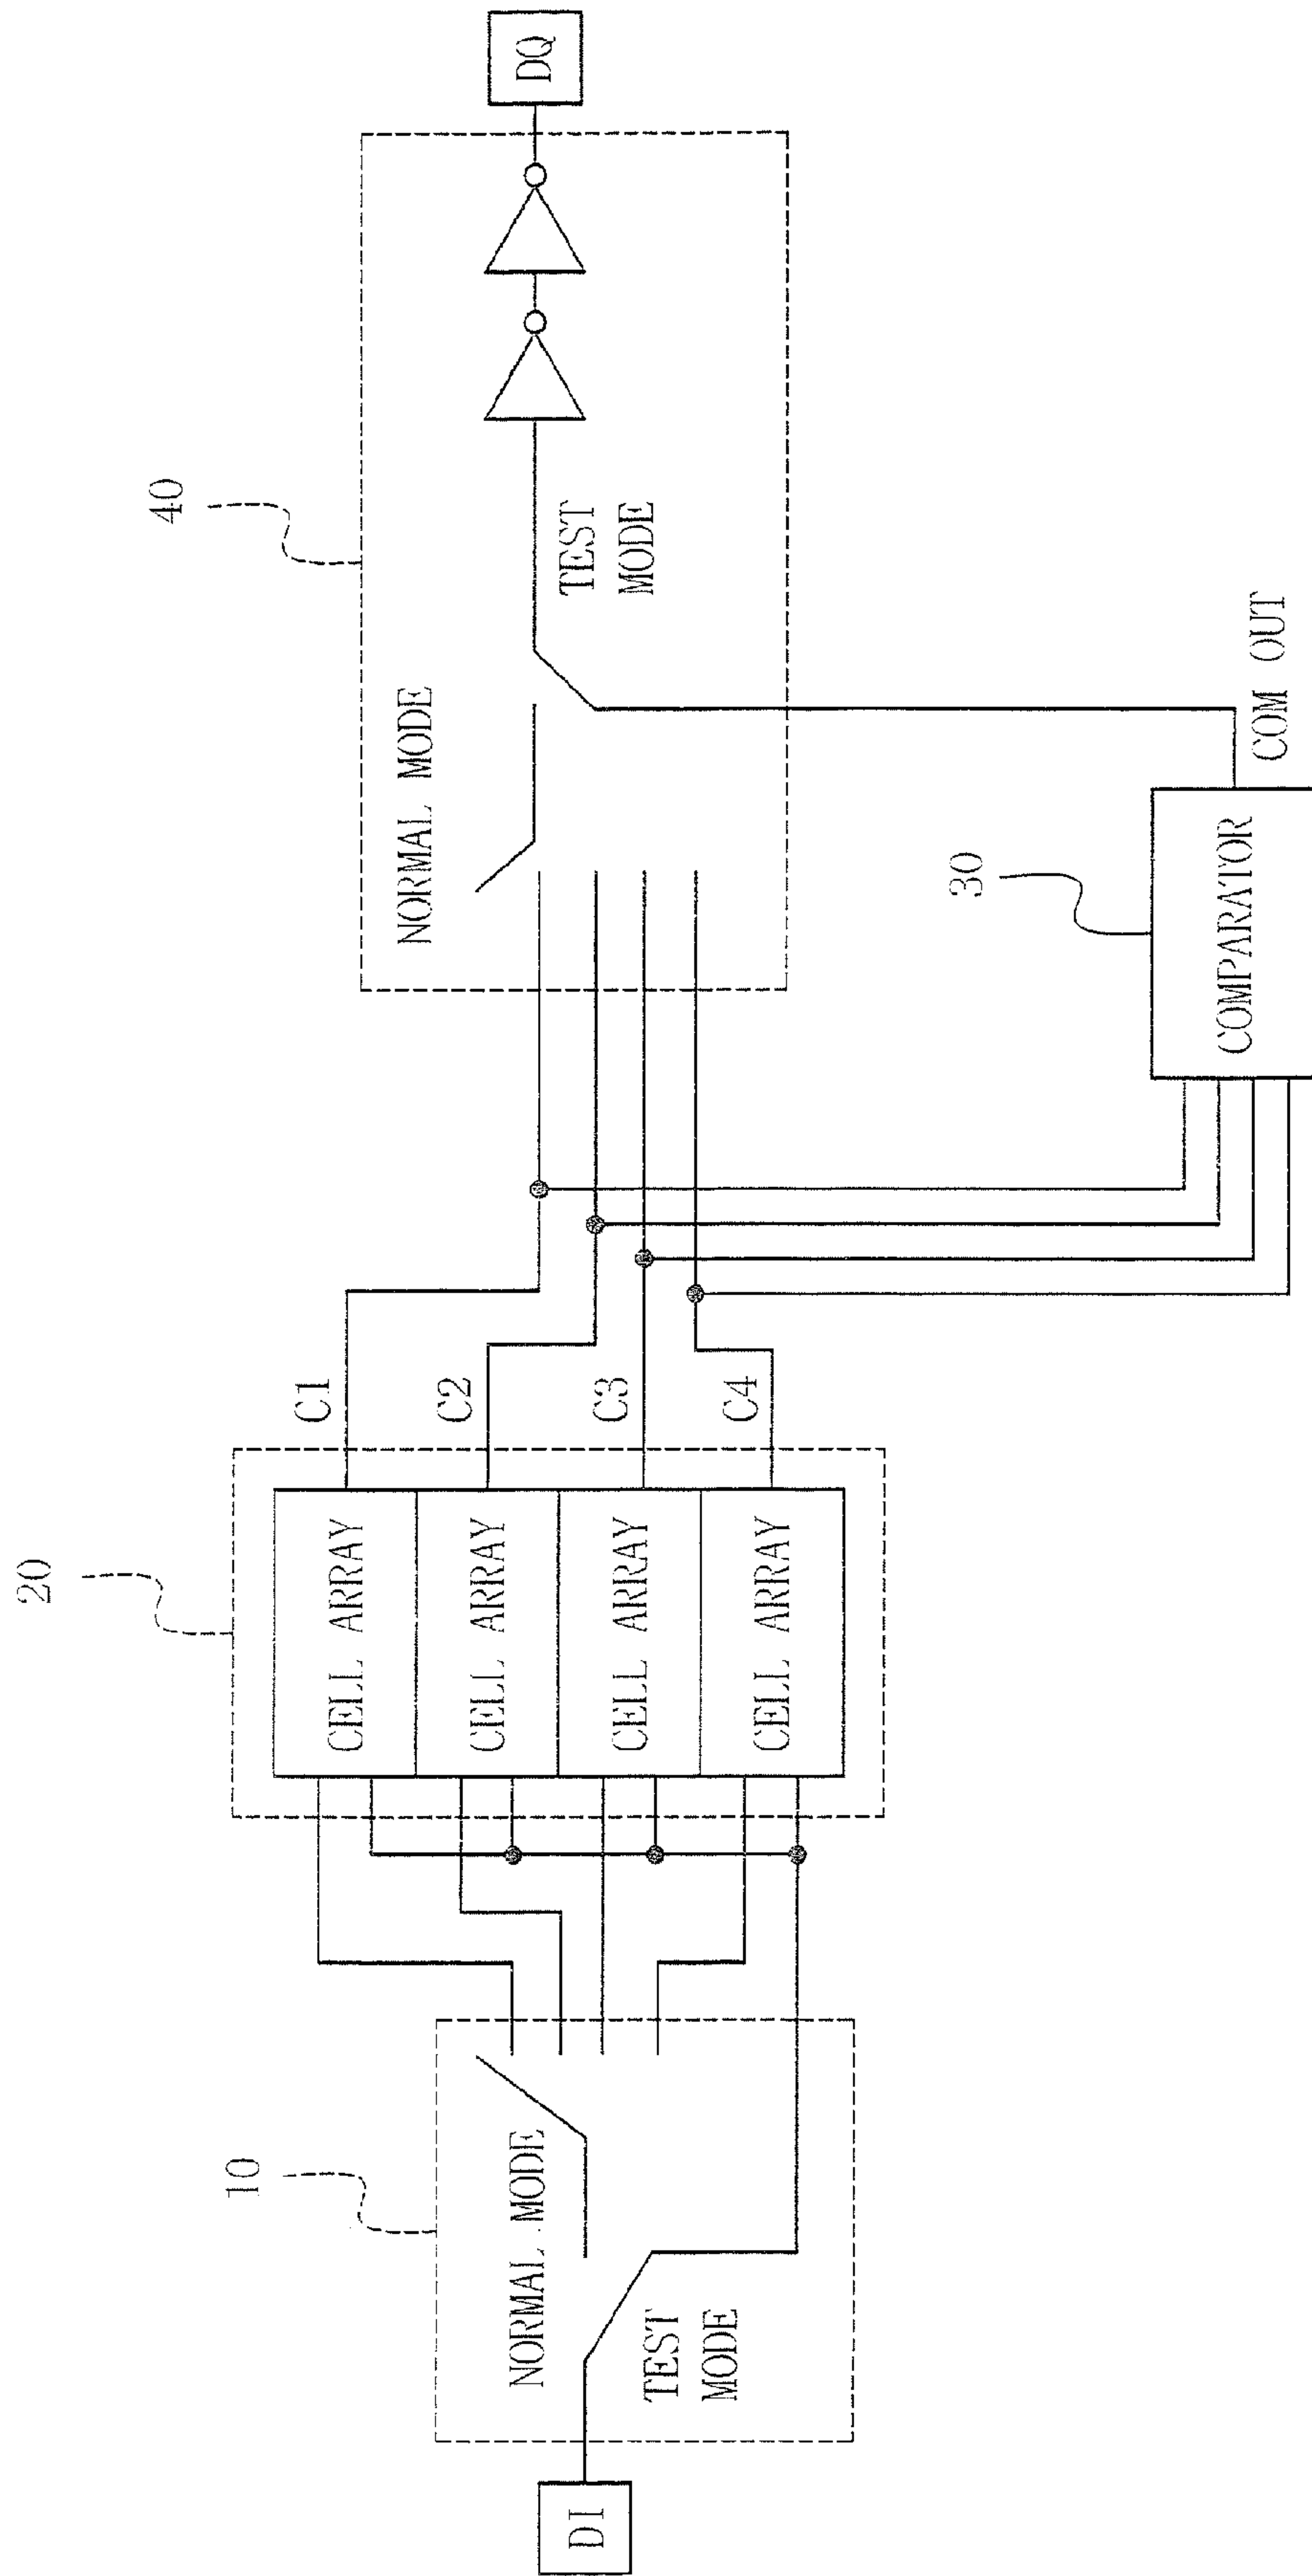 DI
10
NORMAL MODE
TEST
MODE
20
CELL ARRAY
CELL ARRAY
CELL ARRAY
CELL ARRAY
C1
C2
C3
C4
30
COMPARATOR
COM OUT
40
NORMAL MODE
TEST
MODE
DQ